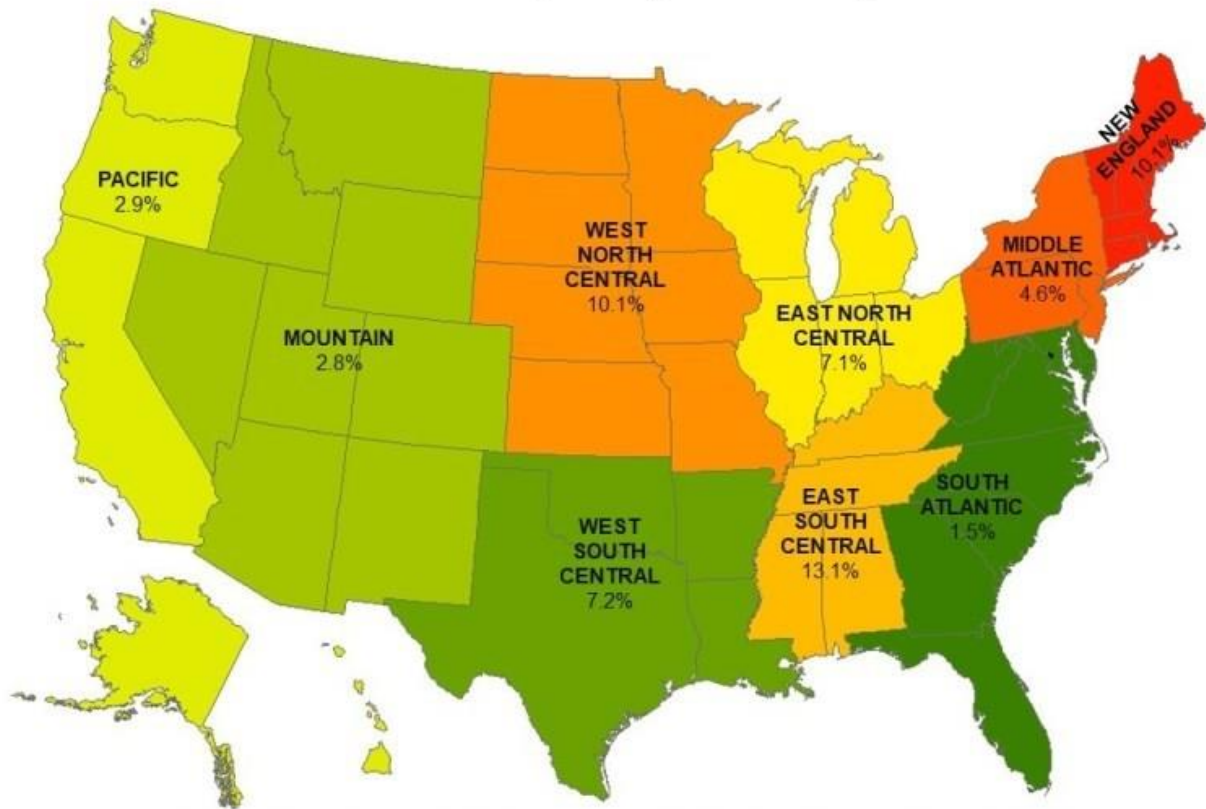 PACIFIC
2.9%
MOUNTAIN
2.8%
WEST
NORTH
CENTRAL
10.1%
WEST
SOUTH
CENTRAL
7.2%
EAST NORTH
CENTRAL
7.1%
EAST
SOUTH
CENTRAL
13.1%
SOUTH
ATLANTIC
1.5%
MIDDLE
ATLANTIC
4.6%
NEW
ENGLAND
10.1%